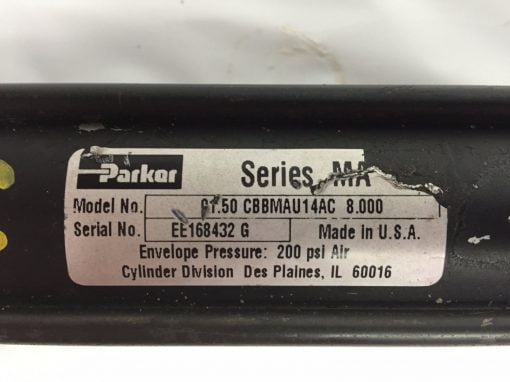 Parker Series MA
Model No. 01.50 CBBMAU14AC 8.000
Serial No. EE168432 G Made in U.S.A.
Envelope Pressure: 200 psi Air
Cylinder Division Des Plaines, IL 60016